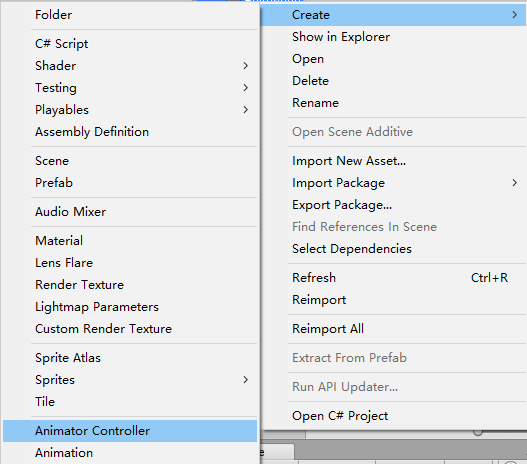 Folder
C# Script
Shader
Testing
Playables
Assembly Definition
Scene
Prefab
Audio Mixer
Material
Lens Flare
Render Texture
Lightmap Parameters
Custom Render Texture
Sprite Atlas
Sprites
Tile
Animator Controller
Animation
Create
Show in Explorer
Open
Delete
Rename
Open Scene Additive
Import New Asset...
Import Package
Export Package...
Find References In Scene
Select Dependencies
Refresh Ctrl+R
Reimport
Reimport All
Extract From Prefab
Run API Updater...
Open C# Project